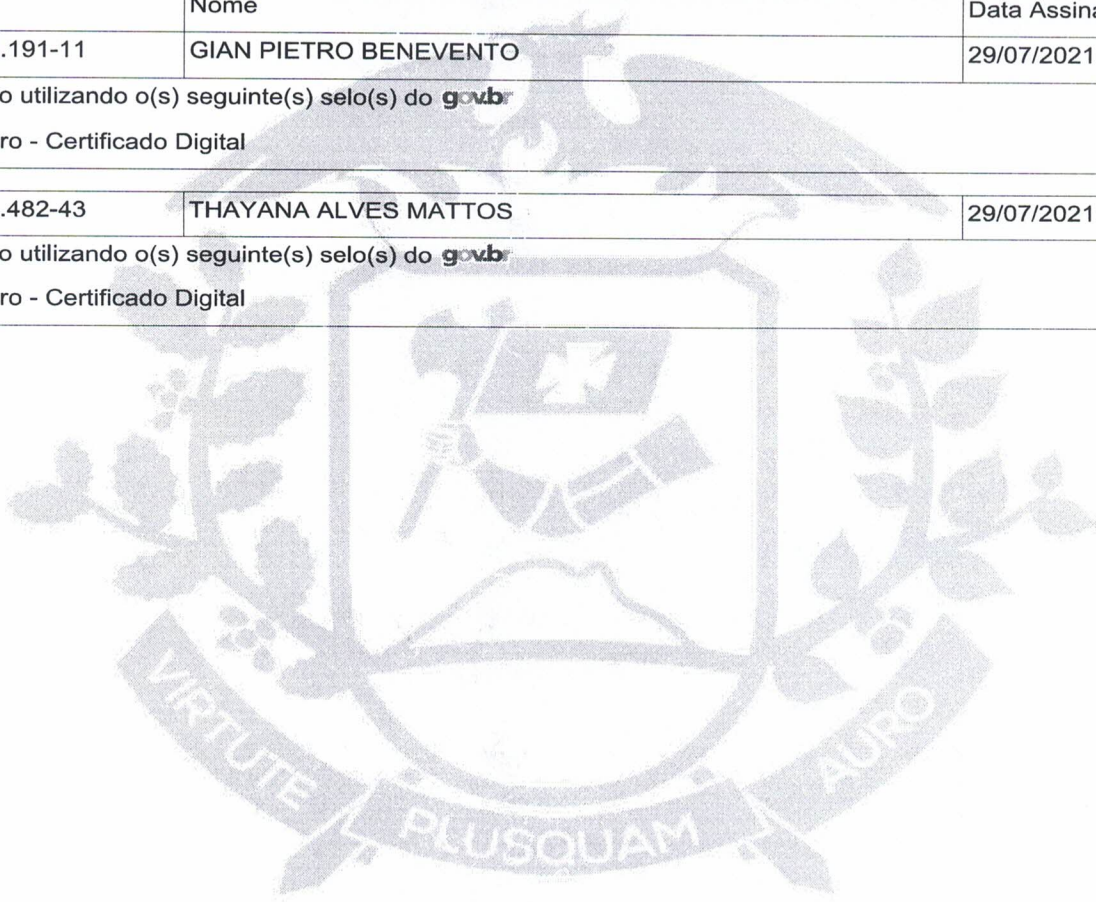 Nome Data Assina
.191-11 GIAN PIETRO BENEVENTO 29/07/2021
o utilizando o(s) seguinte(s) selo(s) do gov.br
ro - Certificado Digital
.482-43 THAYANA ALVES MATTOS 29/07/2021
o utilizando o(s) seguinte(s) selo(s) do gov.br
ro - Certificado Digital
VIRTUTE PLUSQUAM AURO